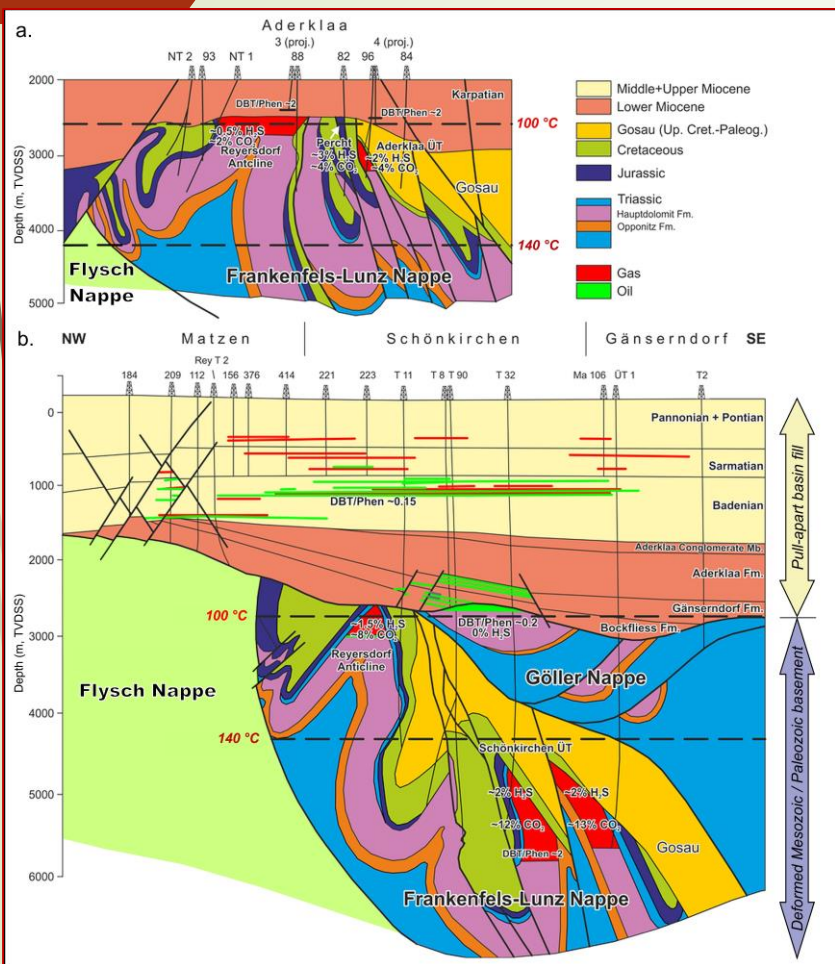 a.
Aderklaa
3 (proj.) 4 (proj.)
NT 2 93 NT 1 88 82 96 84
2000
3000
4000
5000
Depth (m, TVDSS)
DBT/Phen ~2
DBT/Phen ~2
Karpatian
100 °C
~0.5% H₂S
~2% CO₂
Reyersdorf
Anticline
Percht
~3% H₂S
~4% CO₂
Aderklaa ÜT
~2% H₂S
~4% CO₂
Gosau
140 °C
Flysch
Nappe
Frankenfels-Lunz Nappe
Middle+Upper Miocene
Lower Miocene
Gosau (Up. Cret.-Paleog.)
Cretaceous
Jurassic
Triassic
Hauptdolomit Fm.
Opponitz Fm.
Gas
Oil
b.
NW Matzen Schönkirchen Gänserndorf SE
Rey T 2
184 209 112 \ 156 376 414 221 223 T 11 T 8 T 90 T 32 Ma 106 ÜT 1 T2
0
1000
2000
3000
4000
5000
6000
Depth (m, TVDSS)
Pannonian + Pontian
Sarmatian
Badenian
DBT/Phen ~0.15
Aderklaa Conglomerate Mb.
Aderklaa Fm.
Gänserndorf Fm.
Bockfliess Fm.
100 °C
~1.5% H₂S
~8% CO₂
Reyersdorf
Anticline
DBT/Phen ~0.2
0% H₂S
Göller Nappe
Flysch Nappe
140 °C
Schönkirchen ÜT
~2% H₂S
~12% CO₂
DBT/Phen ~2
~2% H₂S
~13% CO₂
Gosau
Frankenfels-Lunz Nappe
Pull-apart basin fill
Deformed Mesozoic / Paleozoic basement